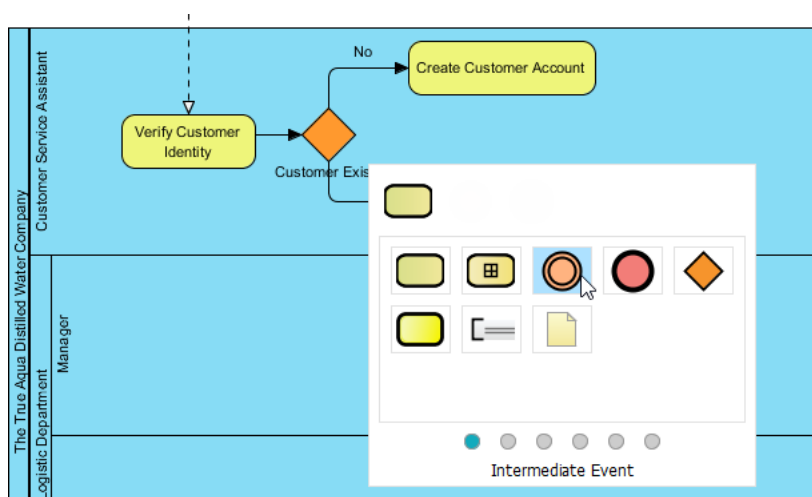 No
Create Customer Account
Verify Customer
Identity
Customer Exis
Customer Service Assistant
The True Aqua Distilled Water Company
Manager
Logistic Department
Intermediate Event